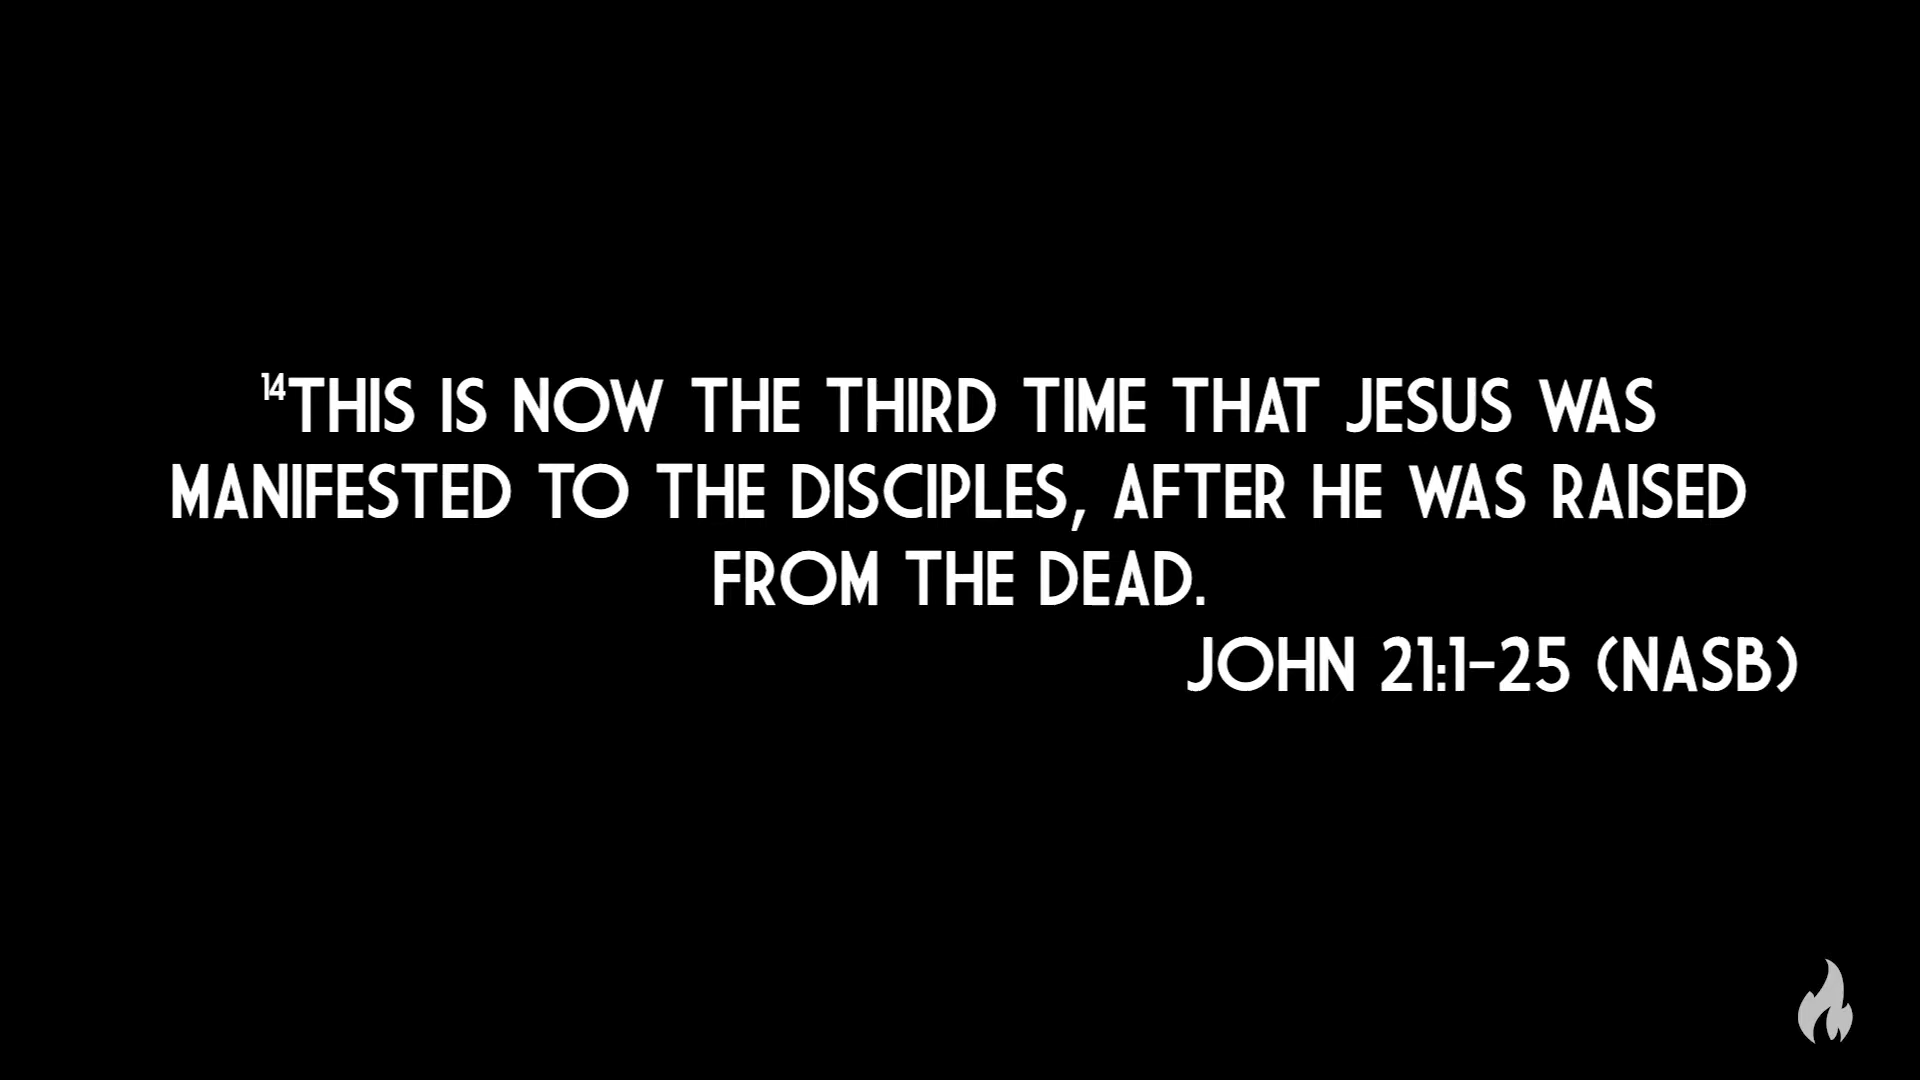 ¹⁴THIS IS NOW THE THIRD TIME THAT JESUS WAS
MANIFESTED TO THE DISCIPLES, AFTER HE WAS RAISED
FROM THE DEAD.
JOHN 21:1-25 (NASB)